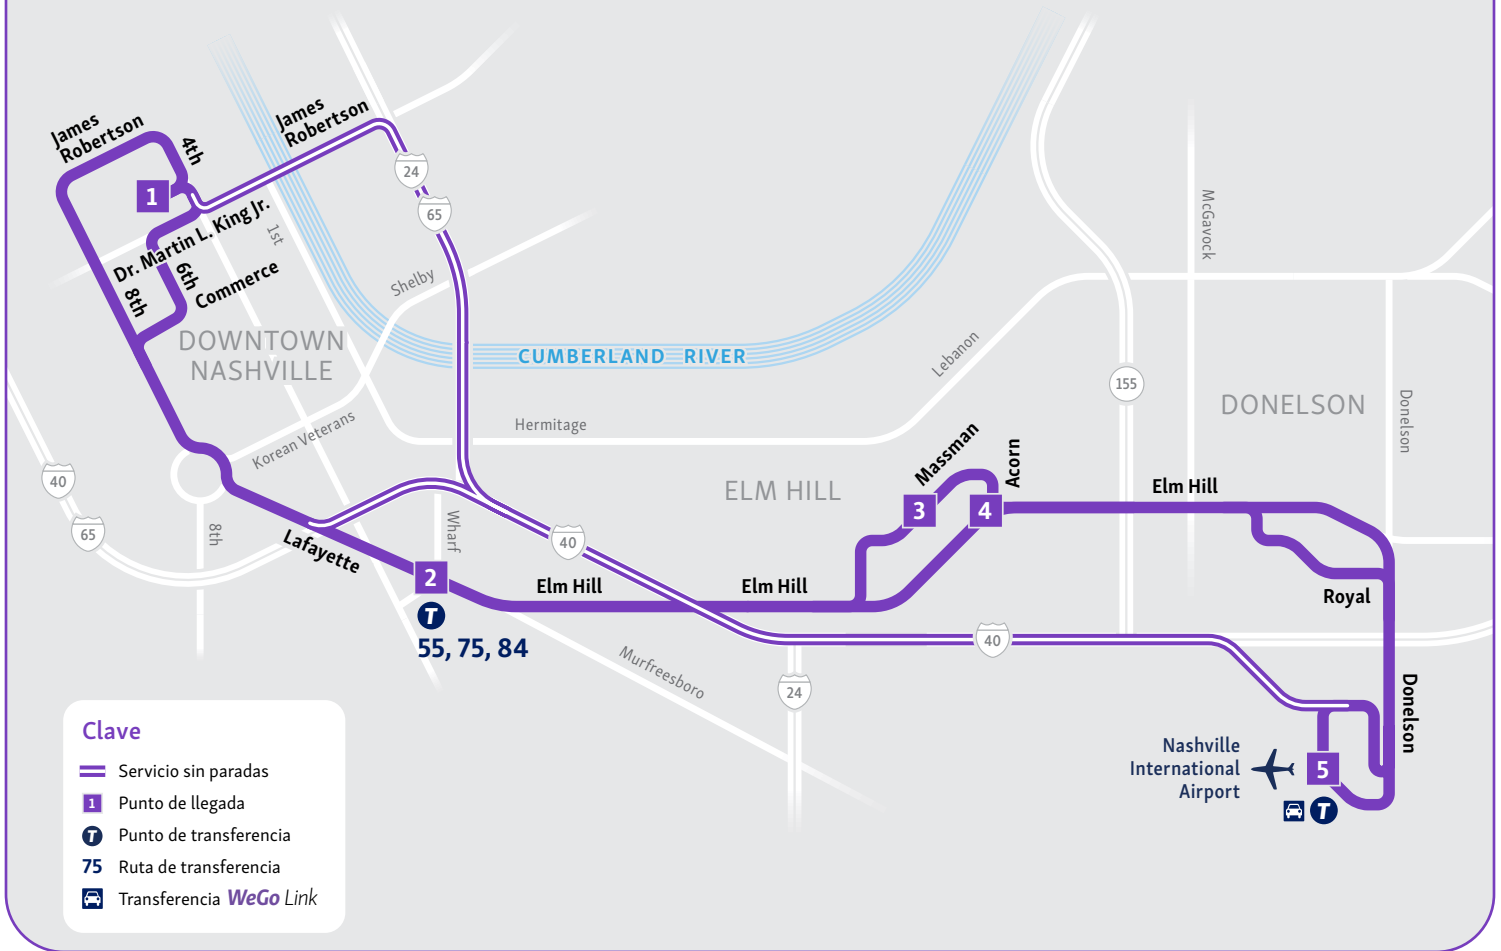 James
Robertson
4th
1
James
Robertson
24
65
Dr. Martin L. King Jr.
1st
6th
8th
Commerce
Shelby
DOWNTOWN
NASHVILLE
CUMBERLAND RIVER
Lebanon
McGavock
155
DONELSON
Donelson
Hermitage
Korean Veterans
Massman
Acorn
ELM HILL
3
4
Elm Hill
40
65
8th
Lafayette
Wharf
40
2
T
55, 75, 84
Elm Hill
Elm Hill
Royal
Murfreesboro
24
40
Donelson
Nashville
International
Airport
5
T
Clave
Servicio sin paradas
1 Punto de llegada
T Punto de transferencia
75 Ruta de transferencia
Transferencia WeGo Link